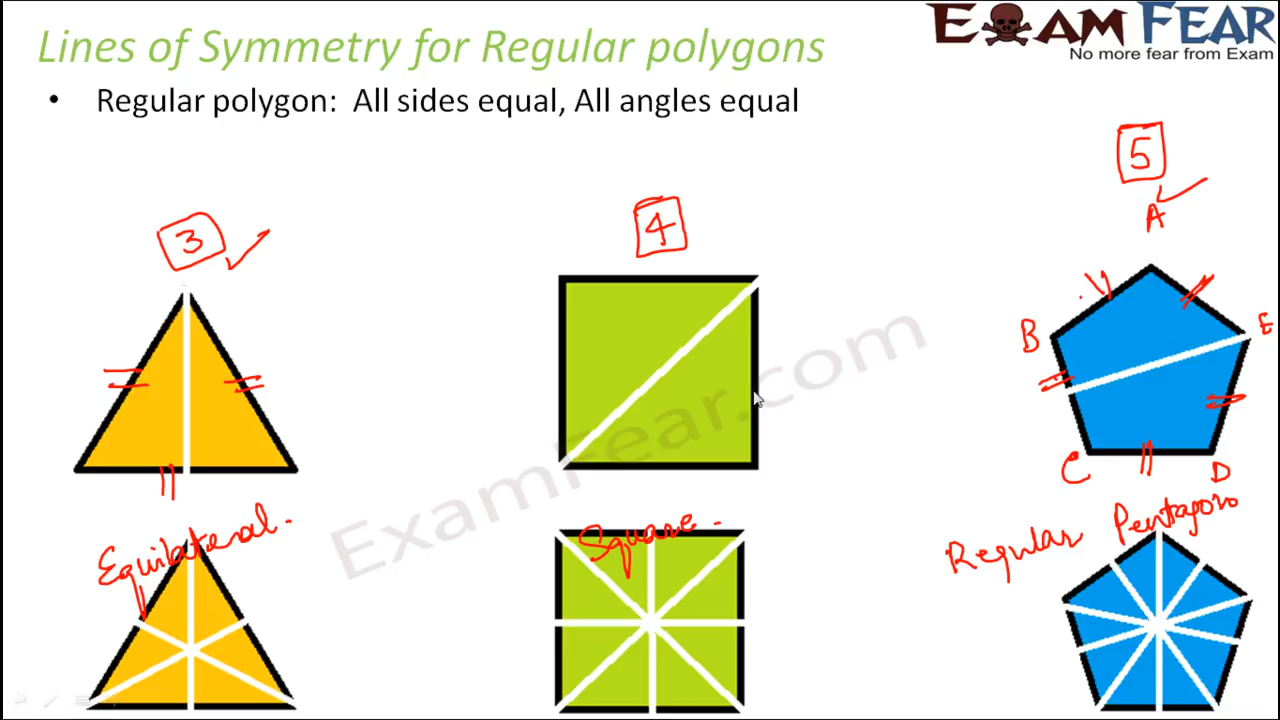 Lines of Symmetry for Regular polygons
EXAM FEAR
No more fear from Exam
• Regular polygon: All sides equal, All angles equal
5
A
3
4
B
E
C
D
ExamFear.com
Equilateral.
Square.
Regular Pentagon